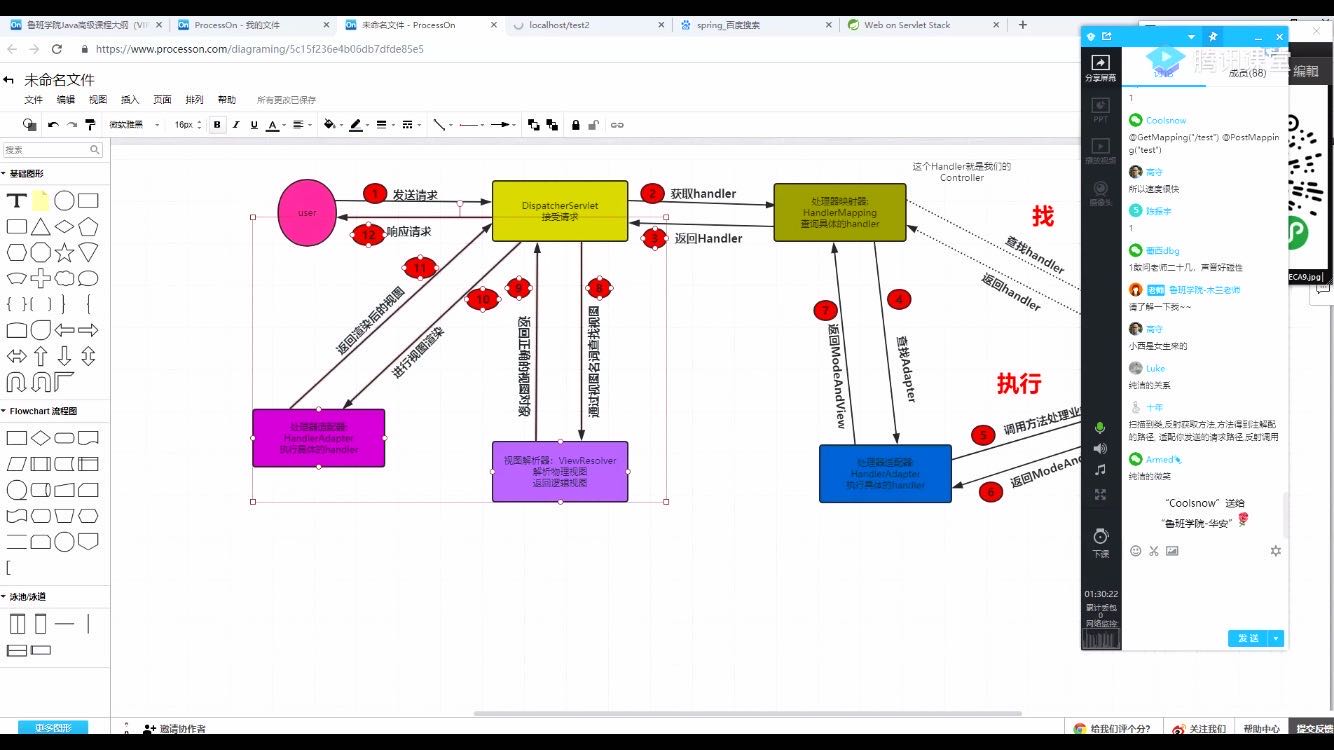 鲁班学院Java高级课程大纲（VIP
ProcessOn - 我的文件
未命名文件 - ProcessOn
localhost/test2
spring_百度搜索
Web on Servlet Stack
https://www.processon.com/diagraming/5c15f236e4b06db7dfde85e5
未命名文件
文件 编辑 视图 插入 页面 排列 帮助 所有更改已保存
微软雅黑 16px B I U A
搜索
基础图形
Flowchart 流程图
泳池/泳道
更多图形
邀请协作者
user
1 发送请求
12 响应请求
DispatcherServlet
接受请求
2 获取handler
3 返回Handler
处理器映射器:
HandlerMapping
查询具体的handler
这个Handler就是我们的
Controller
找
查找handler
返回handler
11
返回渲染后的视图
10
进行视图渲染
9
返回正确的视图对象
8
通过视图名词查找视图
7
返回ModeAndView
4
查找Adapter
执行
5 调用方法处理业
6 返回ModeAnd
处理器适配器:
HandlerAdapter
执行具体的handler
视图解析器：ViewResolver
解析物理视图
返回逻辑视图
处理器适配器:
HandlerAdapter
执行具体的handler
腾讯课堂
讨论
成员(88)
编辑
分享屏幕
PPT
播放视频
摄像头
下课
01:30:22
累计丢包
0
网络监控
1
Coolsnow
@GetMapping("/test") @PostMappin
g("test")
高守
所以速度很快
陈振宇
1
葡西dbg
1敢问老师二十几，声音好磁性
老师 鲁班学院-木兰老师
请了解一下我~~
高守
小西是女生来的
Luke
纯洁的关系
十年
扫描到类,反射获取方法,方法得到注解配
的路径, 适配你发送的请求路径,反射调用
Armed
纯洁的微笑
“Coolsnow”送给
“鲁班学院-华安”
发送
ECA9.jpg|
给我们评个分?
关注我们
帮助中心
提交反馈